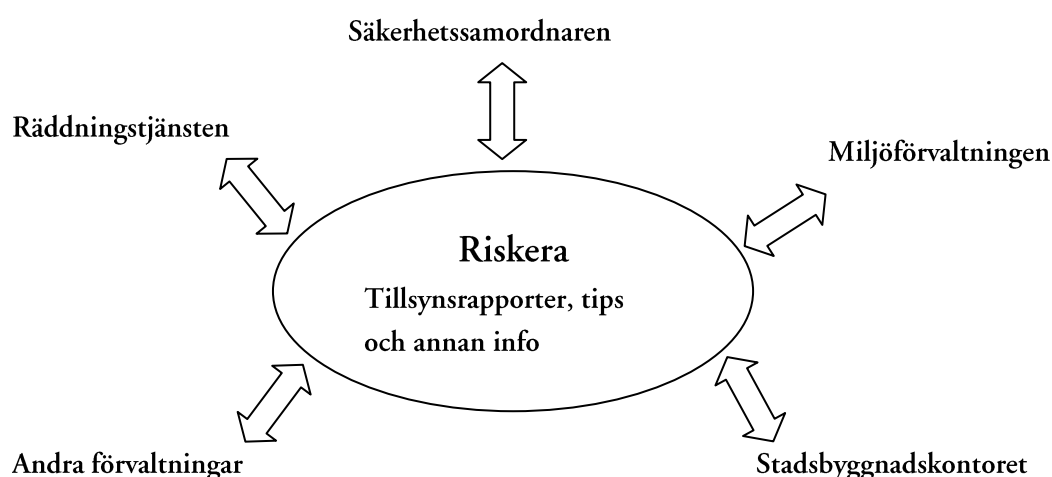 Säkerhetssamordnaren
Räddningstjänsten
Miljöförvaltningen
Riskera
Tillsynsrapporter, tips
och annan info
Andra förvaltningar
Stadsbyggnadskontoret